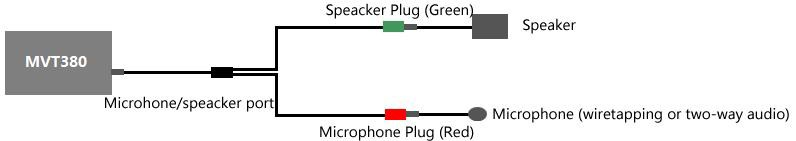 Speacker Plug (Green)
Speaker
MVT380
Microhone/speacker port
Microphone (wiretapping or two-way audio)
Microphone Plug (Red)